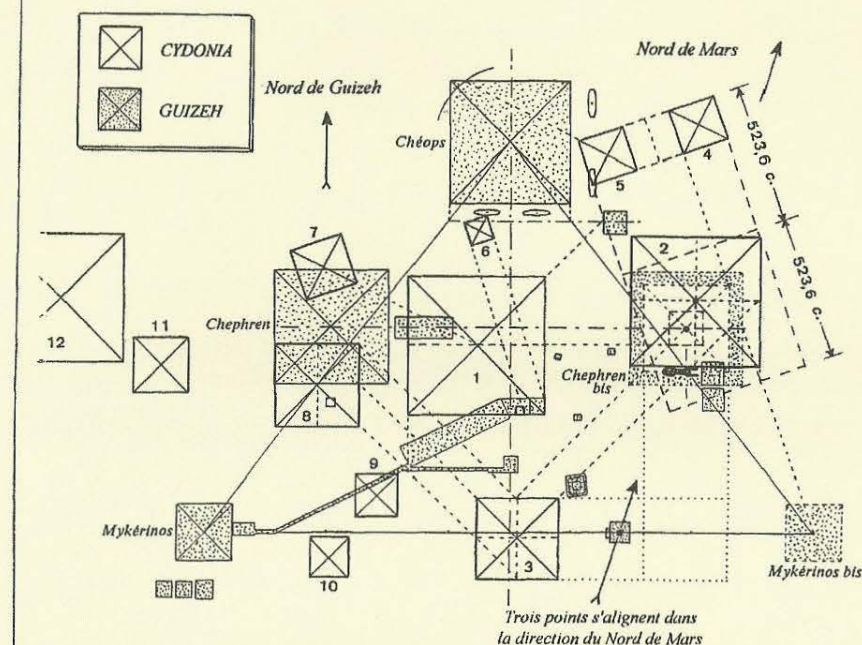 CYDONIA
GUIZEH
Nord de Guizeh
Nord de Mars
Chéops
4
5
523,6 c.
6
7
2
523,6 c.
12
11
Chephren
1
Chephren
bis
8
9
Mykérinos
10
3
Mykérinos bis
Trois points s'alignent dans
la direction du Nord de Mars